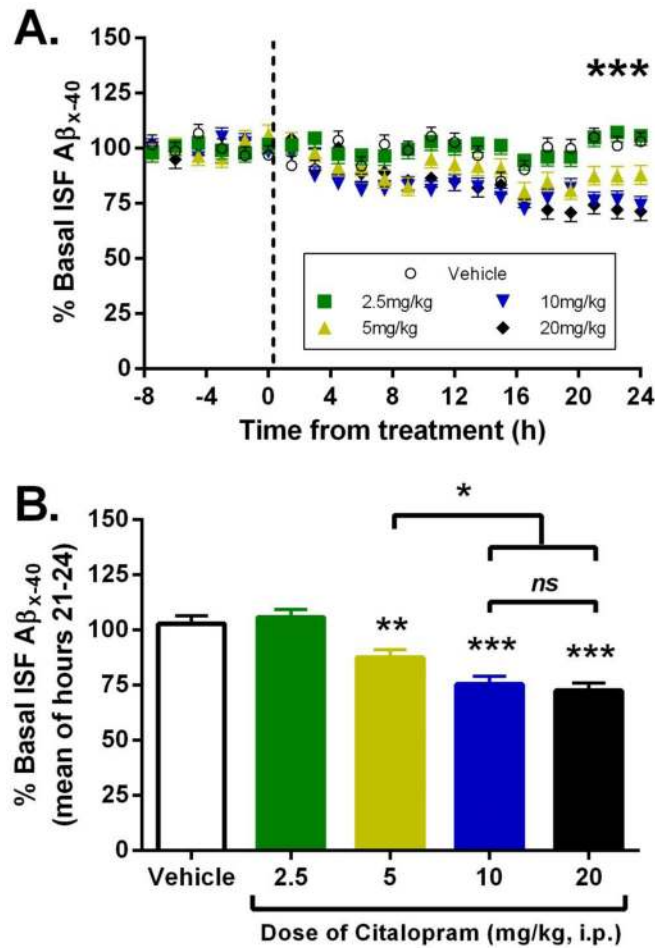 A.
% Basal ISF Aβx-40
150
125
100
75
50
25
0
***
Vehicle
2.5mg/kg 10mg/kg
5mg/kg 20mg/kg
-8 -4 0 4 8 12 16 20 24
Time from treatment (h)
B.
% Basal ISF Aβx-40
(mean of hours 21-24)
150
125
100
75
50
25
0
*
ns
** *** ***
Vehicle 2.5 5 10 20
Dose of Citalopram (mg/kg, i.p.)